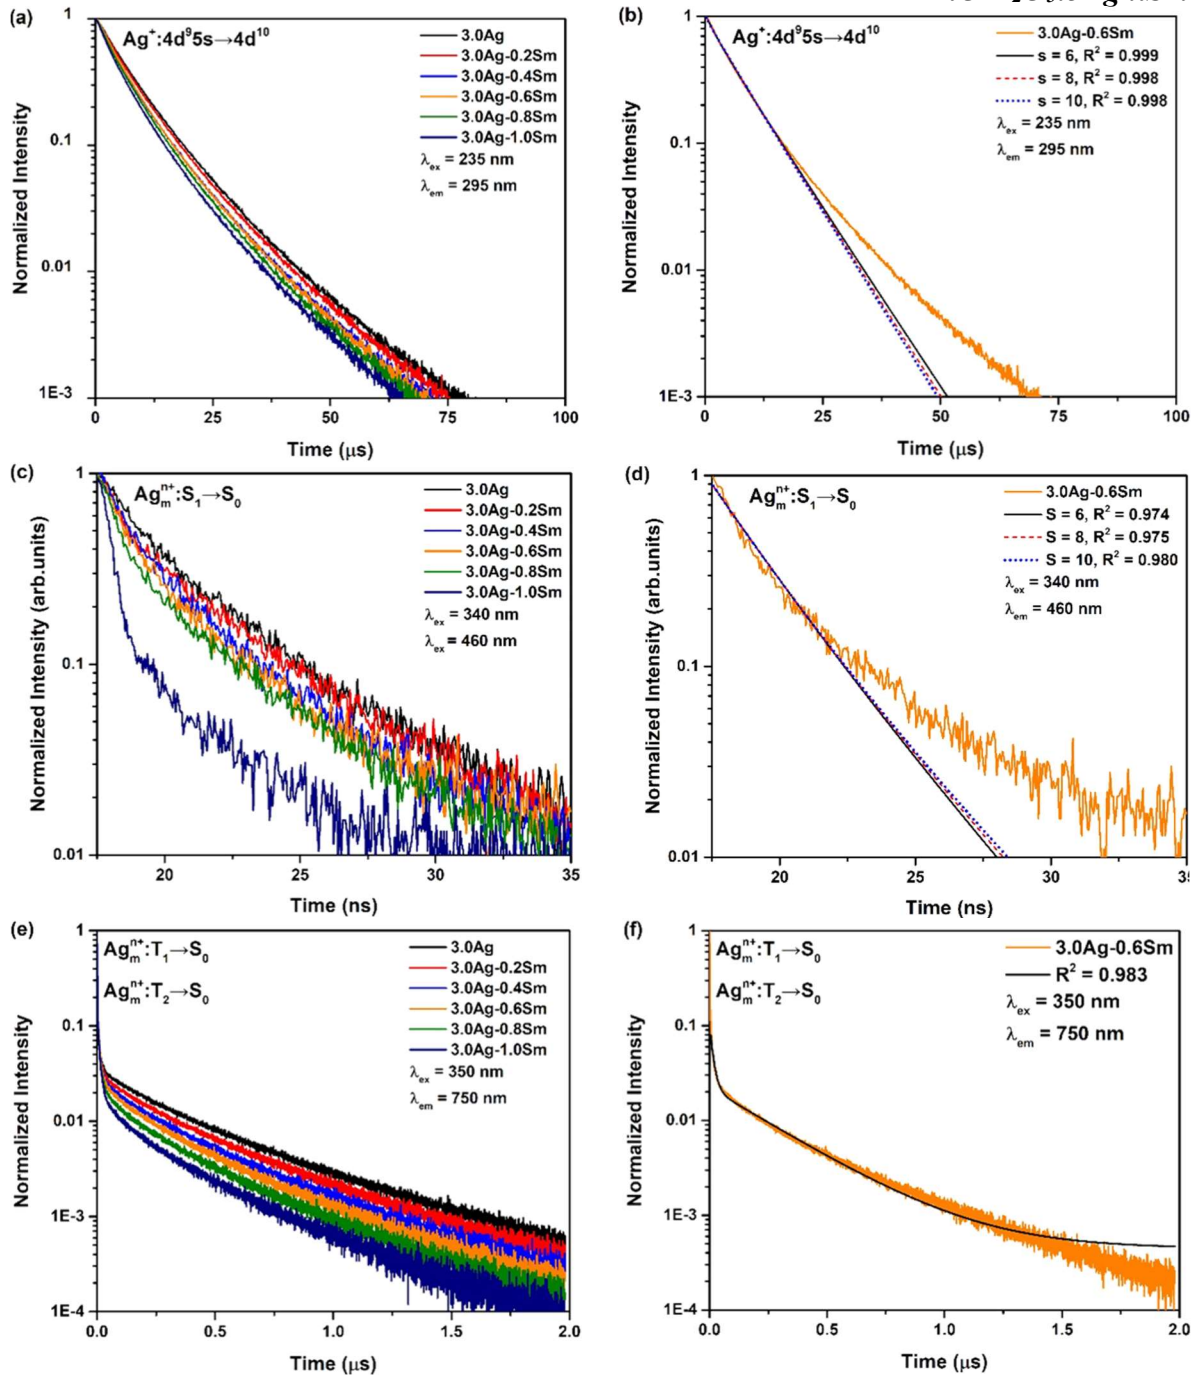 (a)
Ag⁺:4d⁹5s→4d¹⁰
3.0Ag
3.0Ag-0.2Sm
3.0Ag-0.4Sm
3.0Ag-0.6Sm
3.0Ag-0.8Sm
3.0Ag-1.0Sm
λex = 235 nm
λem = 295 nm
Normalized Intensity
1
0.1
0.01
1E-3
0 25 50 75 100
Time (μs)
(b)
Ag⁺:4d⁹5s→4d¹⁰
3.0Ag-0.6Sm
s = 6, R² = 0.999
s = 8, R² = 0.998
s = 10, R² = 0.998
λex = 235 nm
λem = 295 nm
Normalized Intensity
1
0.1
0.01
1E-3
0 25 50 75 100
Time (μs)
(c)
Agₘⁿ⁺:S₁→S₀
3.0Ag
3.0Ag-0.2Sm
3.0Ag-0.4Sm
3.0Ag-0.6Sm
3.0Ag-0.8Sm
3.0Ag-1.0Sm
λex = 340 nm
λex = 460 nm
Normalized Intensity (arb.units)
1
0.1
0.01
20 25 30 35
Time (ns)
(d)
Agₘⁿ⁺:S₁→S₀
3.0Ag-0.6Sm
S = 6, R² = 0.974
S = 8, R² = 0.975
S = 10, R² = 0.980
λex = 340 nm
λem = 460 nm
Normalized Intensity (arb.units)
1
0.1
0.01
20 25 30 35
Time (ns)
(e)
Agₘⁿ⁺:T₁→S₀
Agₘⁿ⁺:T₂→S₀
3.0Ag
3.0Ag-0.2Sm
3.0Ag-0.4Sm
3.0Ag-0.6Sm
3.0Ag-0.8Sm
3.0Ag-1.0Sm
λex = 350 nm
λem = 750 nm
Normalized Intensity
1
0.1
0.01
1E-3
1E-4
0.0 0.5 1.0 1.5 2.0
Time (μs)
(f)
Agₘⁿ⁺:T₁→S₀
Agₘⁿ⁺:T₂→S₀
3.0Ag-0.6Sm
R² = 0.983
λex = 350 nm
λem = 750 nm
Normalized Intensity
1
0.1
0.01
1E-3
1E-4
0.0 0.5 1.0 1.5 2.0
Time (μs)